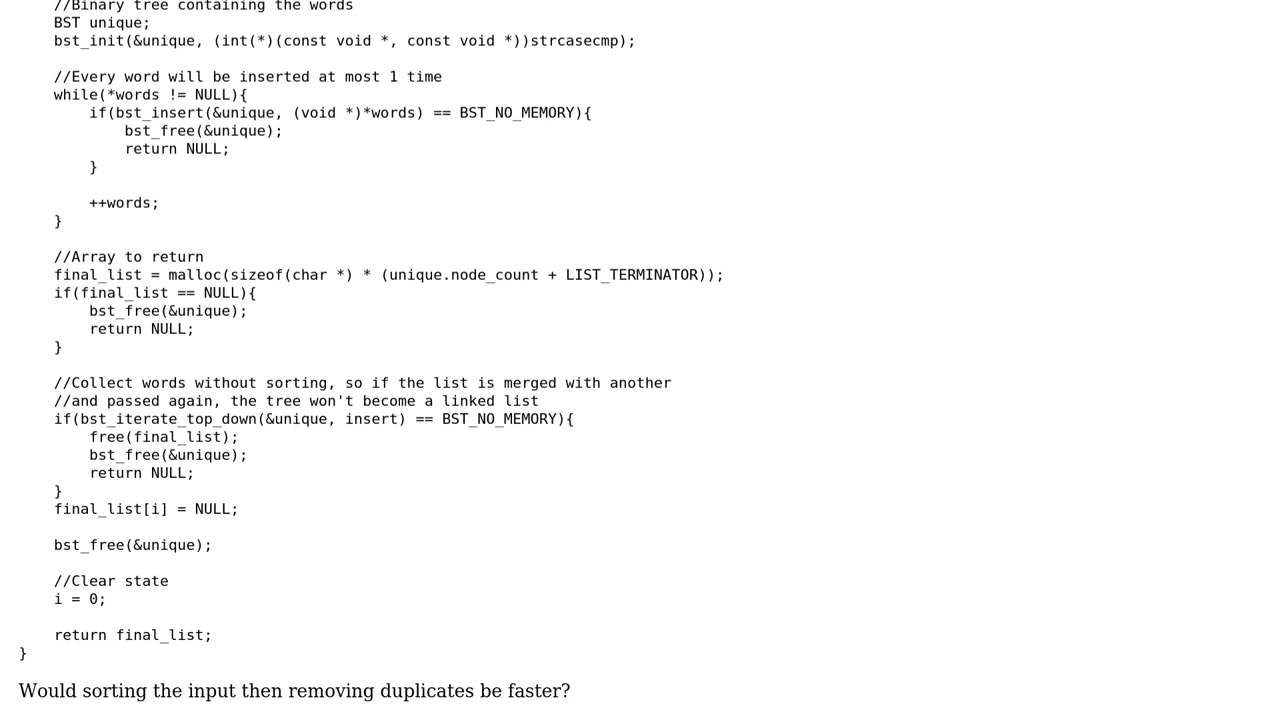 //Binary tree containing the words
    BST unique;
    bst_init(&unique, (int(*)(const void *, const void *))strcasecmp);

    //Every word will be inserted at most 1 time
    while(*words != NULL){
        if(bst_insert(&unique, (void *)*words) == BST_NO_MEMORY){
            bst_free(&unique);
            return NULL;
        }

        ++words;
    }

    //Array to return
    final_list = malloc(sizeof(char *) * (unique.node_count + LIST_TERMINATOR));
    if(final_list == NULL){
        bst_free(&unique);
        return NULL;
    }

    //Collect words without sorting, so if the list is merged with another
    //and passed again, the tree won't become a linked list
    if(bst_iterate_top_down(&unique, insert) == BST_NO_MEMORY){
        free(final_list);
        bst_free(&unique);
        return NULL;
    }
    final_list[i] = NULL;

    bst_free(&unique);

    //Clear state
    i = 0;

    return final_list;
}
Would sorting the input then removing duplicates be faster?